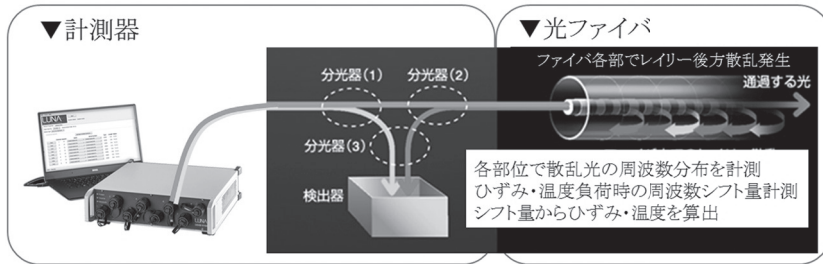 ▼計測器
▼光ファイバ
ファイバ各部でレイリー後方散乱発生
通過する光
分光器(1)
分光器(2)
分光器(3)
検出器
各部位で散乱光の周波数分布を計測
ひずみ・温度負荷時の周波数シフト量計測
シフト量からひずみ・温度を算出
LUNA